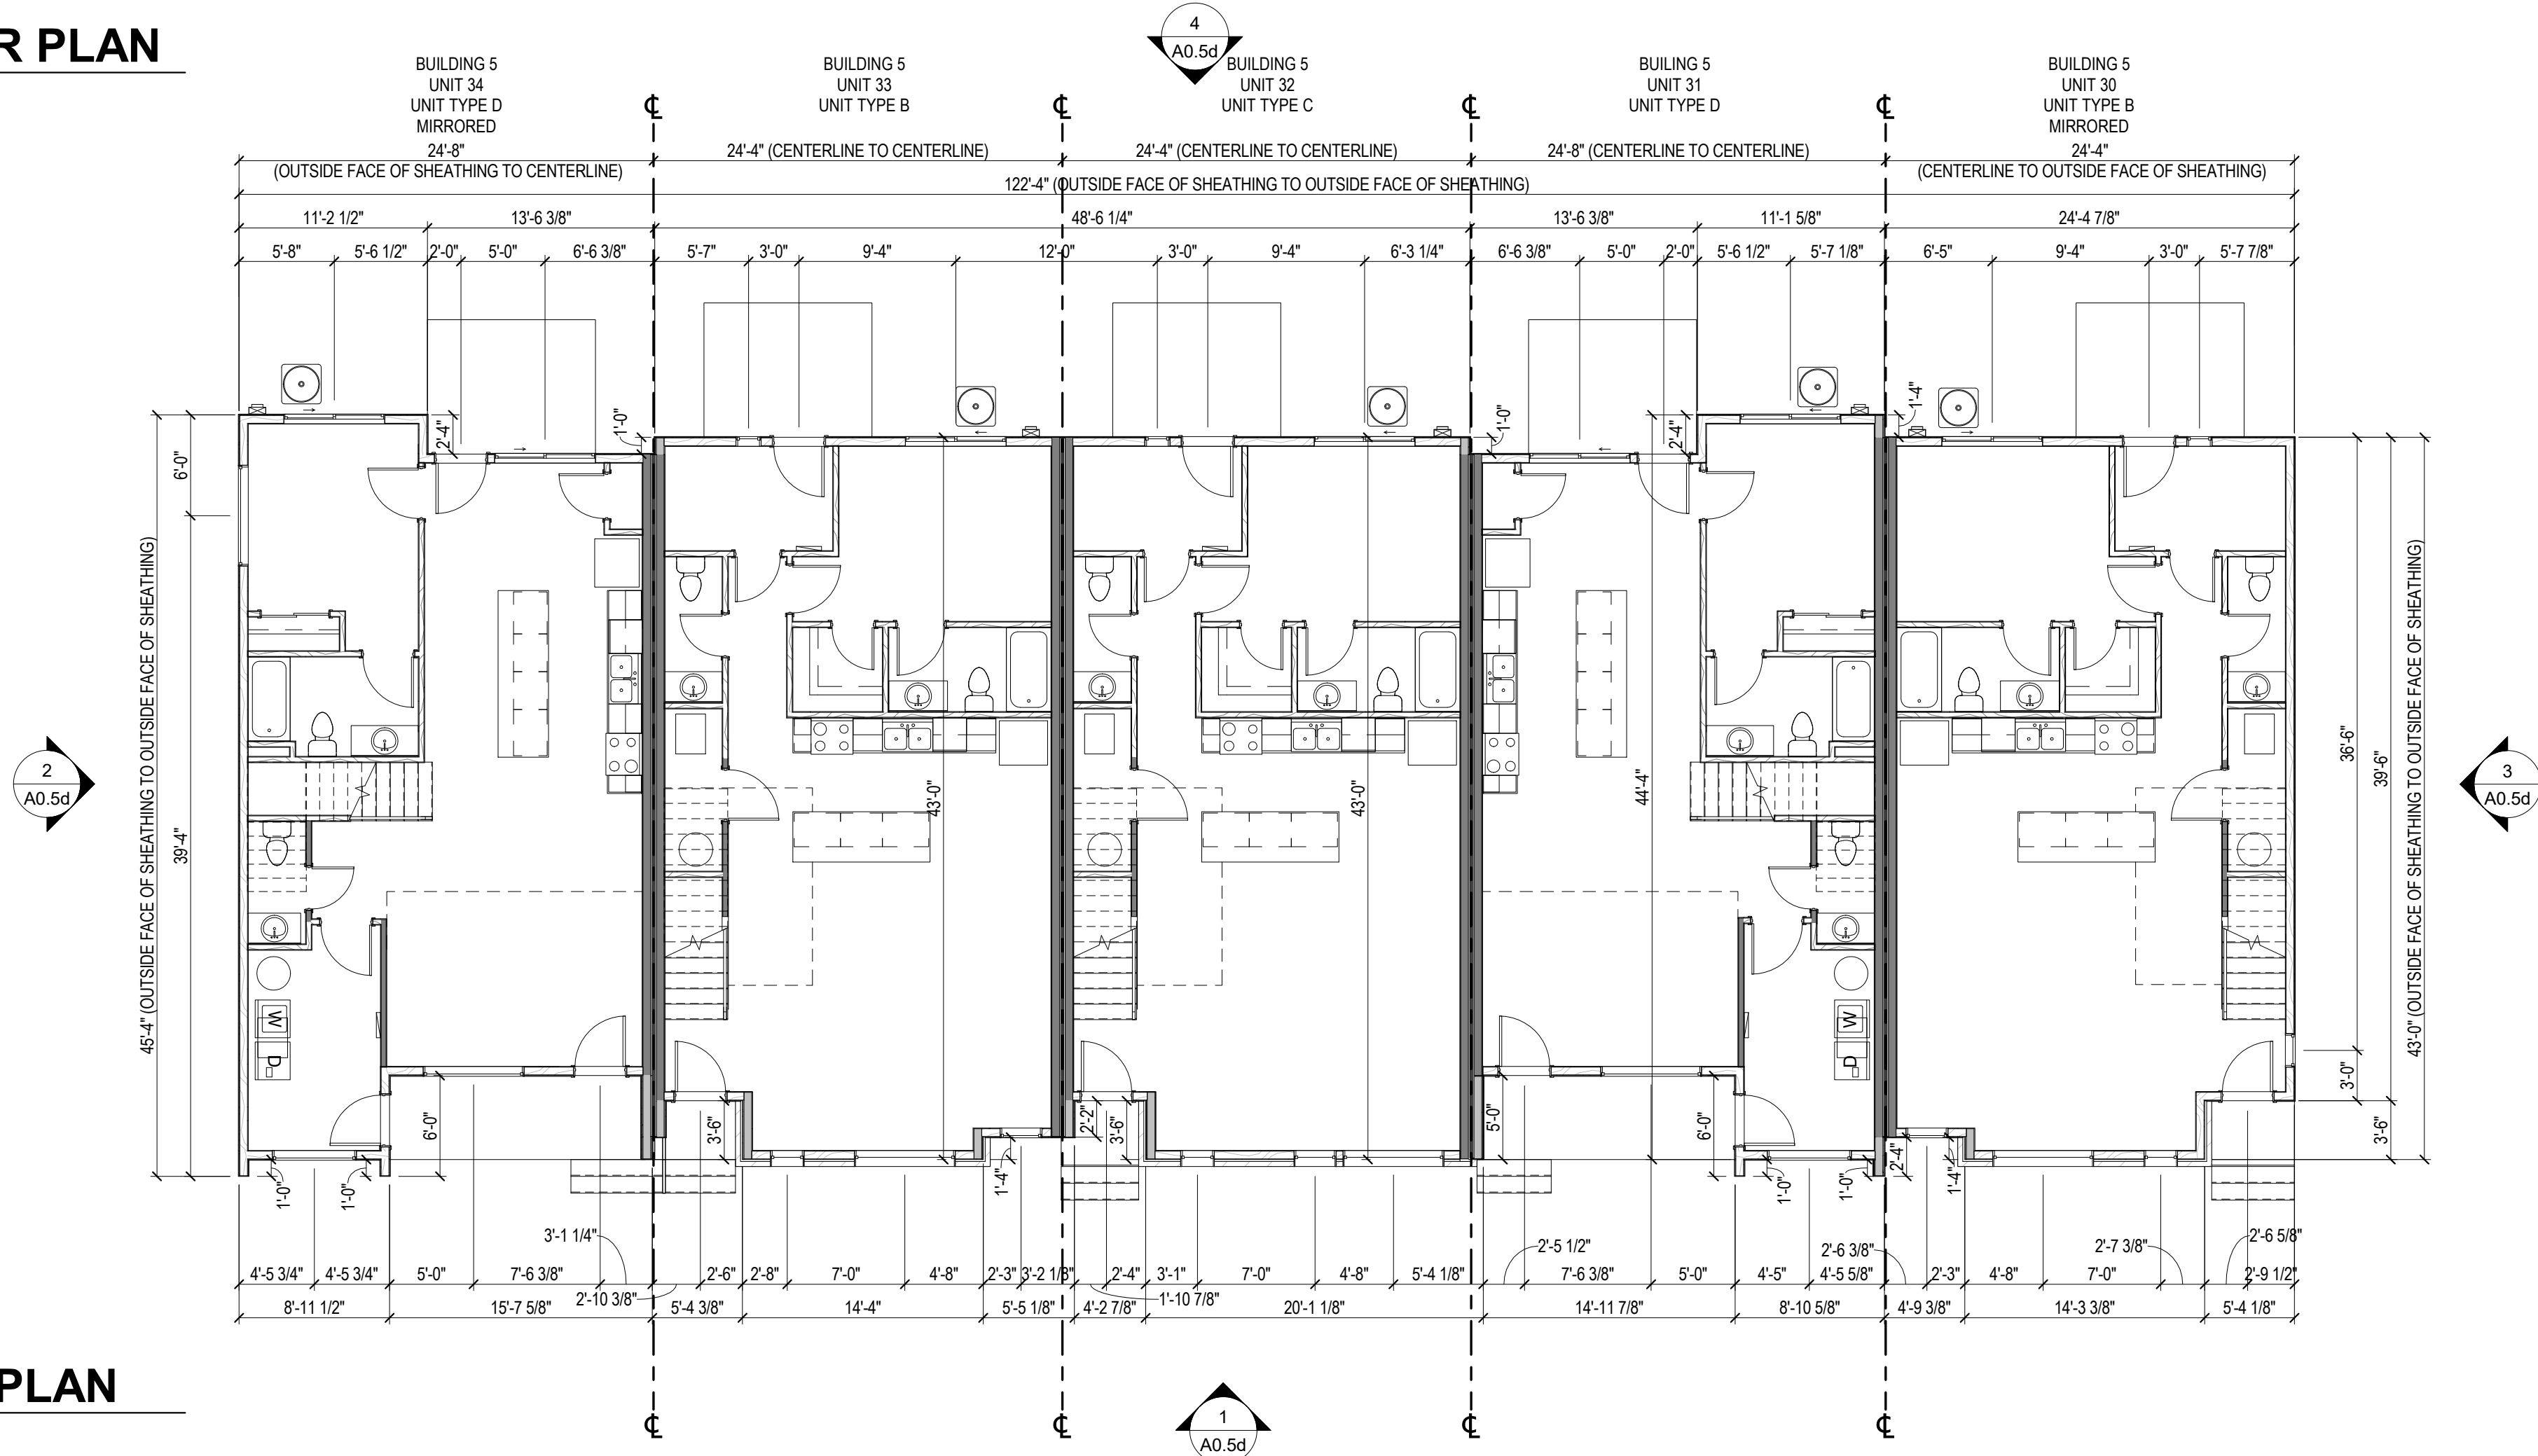 R PLAN
4
A0.5d
BUILDING 5
UNIT 34
UNIT TYPE D
MIRRORED
BUILDING 5
UNIT 33
UNIT TYPE B
BUILDING 5
UNIT 32
UNIT TYPE C
BUILING 5
UNIT 31
UNIT TYPE D
BUILDING 5
UNIT 30
UNIT TYPE B
MIRRORED
℄ ℄ ℄ ℄
24'-8"
(OUTSIDE FACE OF SHEATHING TO CENTERLINE)
24'-4" (CENTERLINE TO CENTERLINE)
24'-4" (CENTERLINE TO CENTERLINE)
24'-8" (CENTERLINE TO CENTERLINE)
24'-4"
(CENTERLINE TO OUTSIDE FACE OF SHEATHING)
122'-4" (OUTSIDE FACE OF SHEATHING TO OUTSIDE FACE OF SHEATHING)
11'-2 1/2" 13'-6 3/8" 48'-6 1/4" 13'-6 3/8" 11'-1 5/8" 24'-4 7/8"
5'-8" 5'-6 1/2" 2'-0" 5'-0" 6'-6 3/8" 5'-7" 3'-0" 9'-4" 12'-0" 3'-0" 9'-4" 6'-3 1/4" 6'-6 3/8" 5'-0" 2'-0" 5'-6 1/2" 5'-7 1/8" 6'-5" 9'-4" 3'-0" 5'-7 7/8"
2'-4"
1'-0"
1'-0"
2'-4"
1'-4"
6'-0"
39'-4"
45'-4" (OUTSIDE FACE OF SHEATHING TO OUTSIDE FACE OF SHEATHING)
2
A0.5d
43'-0"
43'-0"
44'-4"
36'-6"
39'-6"
43'-0" (OUTSIDE FACE OF SHEATHING TO OUTSIDE FACE OF SHEATHING)
3
A0.5d
W
D
W
D
3'-0"
3'-6"
6'-0"
3'-6"
2'-2"
3'-6"
5'-0"
6'-0"
1'-0"
1'-0"
1'-4"
1'-0"
1'-0"
2'-4"
1'-4"
3'-1 1/4"
2'-5 1/2"
2'-6 3/8"
2'-7 3/8"
2'-6 5/8"
4'-5 3/4" 4'-5 3/4" 5'-0" 7'-6 3/8" 2'-6" 2'-8" 7'-0" 4'-8" 2'-3" 3'-2 1/8" 2'-4" 3'-1" 7'-0" 4'-8" 5'-4 1/8" 7'-6 3/8" 5'-0" 4'-5" 4'-5 5/8" 2'-3" 4'-8" 7'-0" 2'-9 1/2"
2'-10 3/8"
1'-10 7/8"
8'-11 1/2" 15'-7 5/8" 5'-4 3/8" 14'-4" 5'-5 1/8" 4'-2 7/8" 20'-1 1/8" 14'-11 7/8" 8'-10 5/8" 4'-9 3/8" 14'-3 3/8" 5'-4 1/8"
PLAN
℄ ℄ ℄ ℄
1
A0.5d